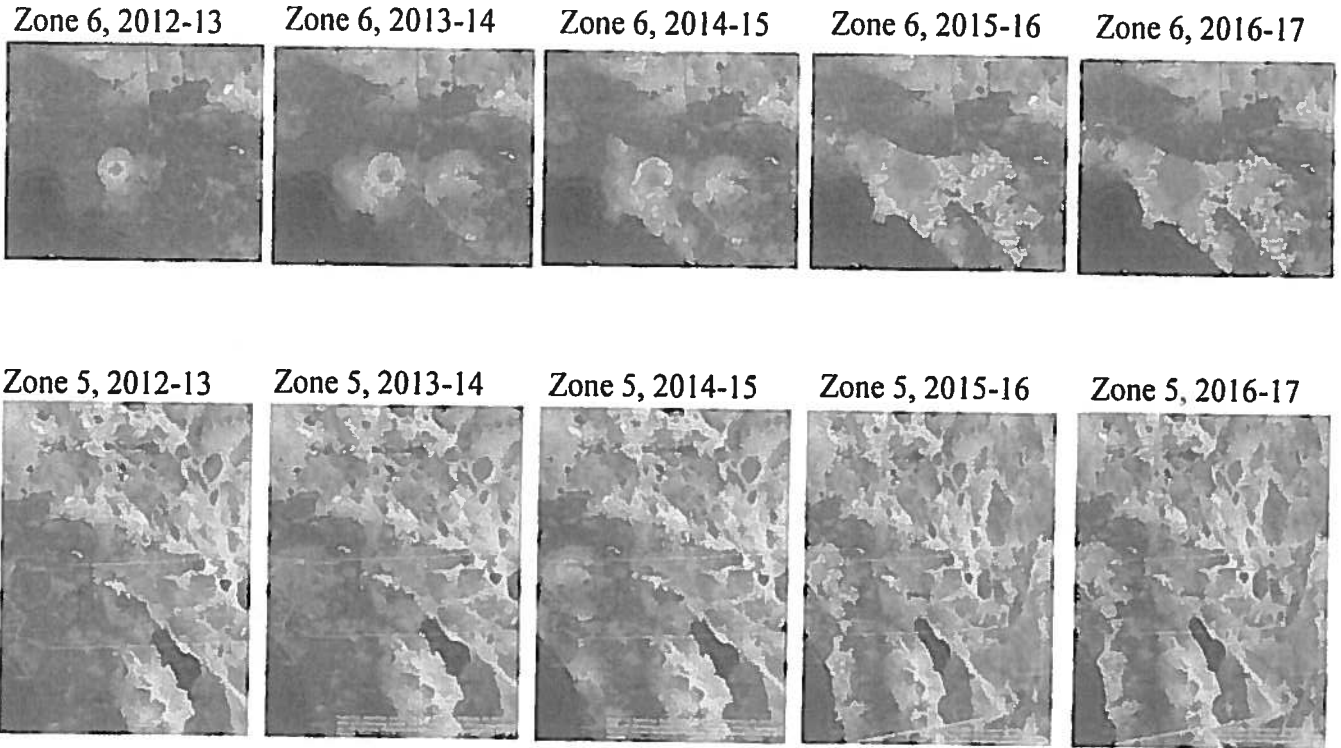 Zone 6, 2012-13
Zone 6, 2013-14
Zone 6, 2014-15
Zone 6, 2015-16
Zone 6, 2016-17
Zone 5, 2012-13
Zone 5, 2013-14
Zone 5, 2014-15
Zone 5, 2015-16
Zone 5, 2016-17